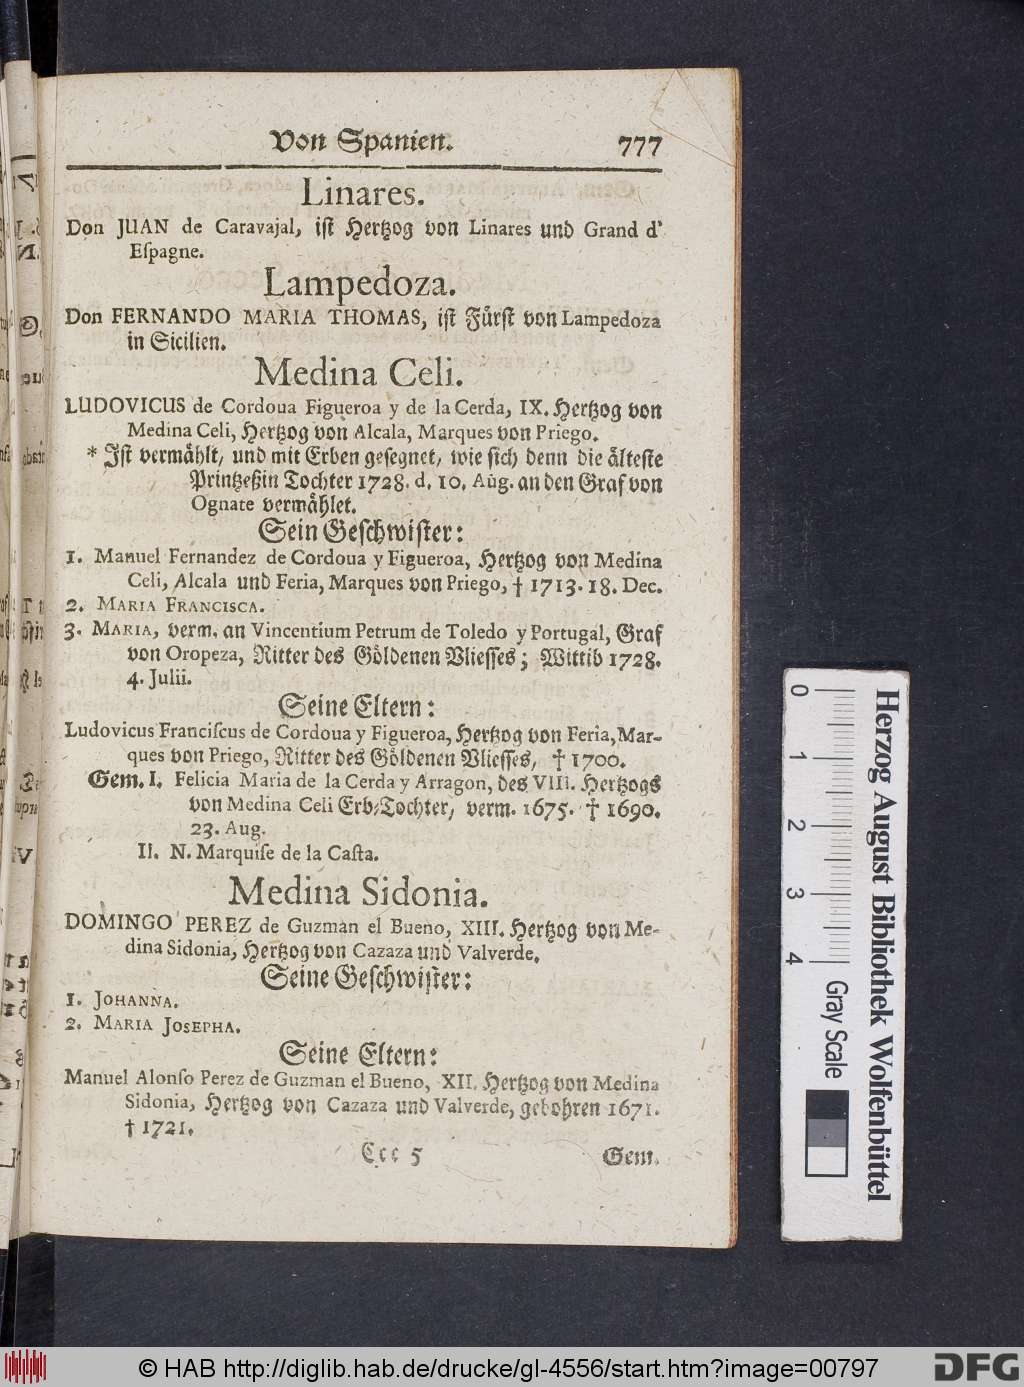 Von Spanien. 777
Linares.
Don JUAN de Caravajal, iſt Hertzog von Linares und Grand d'
Eſpagne.
Lampedoza.
Don FERNANDO MARIA THOMAS, iſt Fürſt von Lampedoza
in Sicilien.
Medina Celi.
LUDOVICUS de Cordoua Figueroa y de la Cerda, IX. Hertzog von
Medina Celi, Hertzog von Alcala, Marques von Priego.
* Iſt vermählt, und mit Erben geſegnet, wie ſich denn die älteſte
Printzeßin Tochter 1728. d. 10. Aug. an den Graf von
Ognate vermählet.
Sein Geſchwiſter:
1. Manuel Fernandez de Cordoua y Figueroa, Hertzog von Medina
Celi, Alcala und Feria, Marques von Priego, † 1713. 18. Dec.
2. MARIA FRANCISCA.
3. MARIA, verm. an Vincentium Petrum de Toledo y Portugal, Graf
von Oropeza, Ritter des Göldenen Vlieſſes; Wittib 1728.
4. Julii.
Seine Eltern:
Ludovicus Franciſcus de Cordoua y Figueroa, Hertzog von Feria, Mar-
ques von Priego, Ritter des Göldenen Vlieſſes, † 1700.
Gem. I. Felicia Maria de la Cerda y Arragon, des VIII. Hertzogs
von Medina Celi Erb-Tochter, verm. 1675. † 1690.
23. Aug.
II. N. Marquiſe de la Caſta.
Medina Sidonia.
DOMINGO PEREZ de Guzman el Bueno, XIII. Hertzog von Me-
dina Sidonia, Hertzog von Cazaza und Valverde.
Seine Geſchwiſter:
1. JOHANNA.
2. MARIA JOSEPHA.
Seine Eltern:
Manuel Alonſo Perez de Guzman el Bueno, XII. Hertzog von Medina
Sidonia, Hertzog von Cazaza und Valverde, gebohren 1671.
† 1721.
Ccc 5 Gem.
0 1 2 3 4 Gray Scale
Herzog August Bibliothek Wolfenbüttel
© HAB http://diglib.hab.de/drucke/gl-4556/start.htm?image=00797
DFG